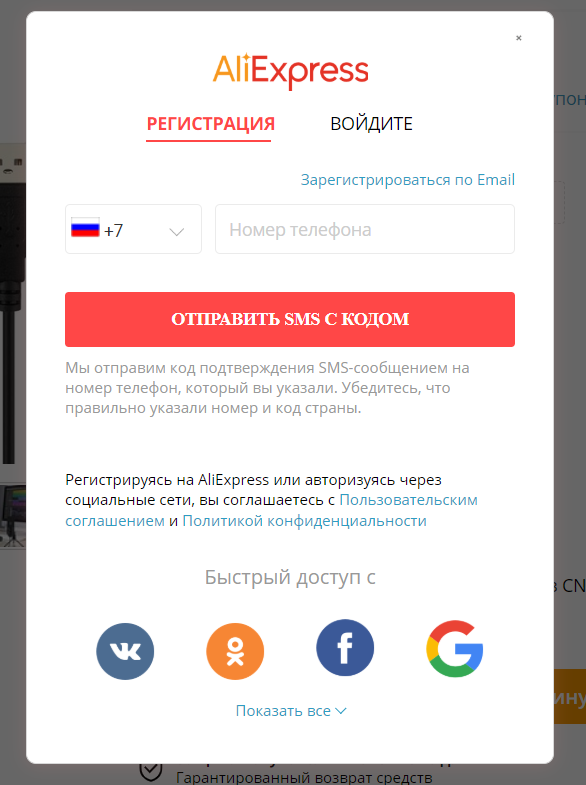 ×
AliExpress
РЕГИСТРАЦИЯ ВОЙДИТЕ
Зарегистрироваться по Email
+7 Номер телефона
ОТПРАВИТЬ SMS С КОДОМ
Мы отправим код подтверждения SMS-сообщением на
номер телефон, который вы указали. Убедитесь, что
правильно указали номер и код страны.
Регистрируясь на AliExpress или авторизуясь через
социальные сети, вы соглашаетесь с Пользовательским
соглашением и Политикой конфиденциальности
Быстрый доступ с
Показать все
Гарантированный возврат средств